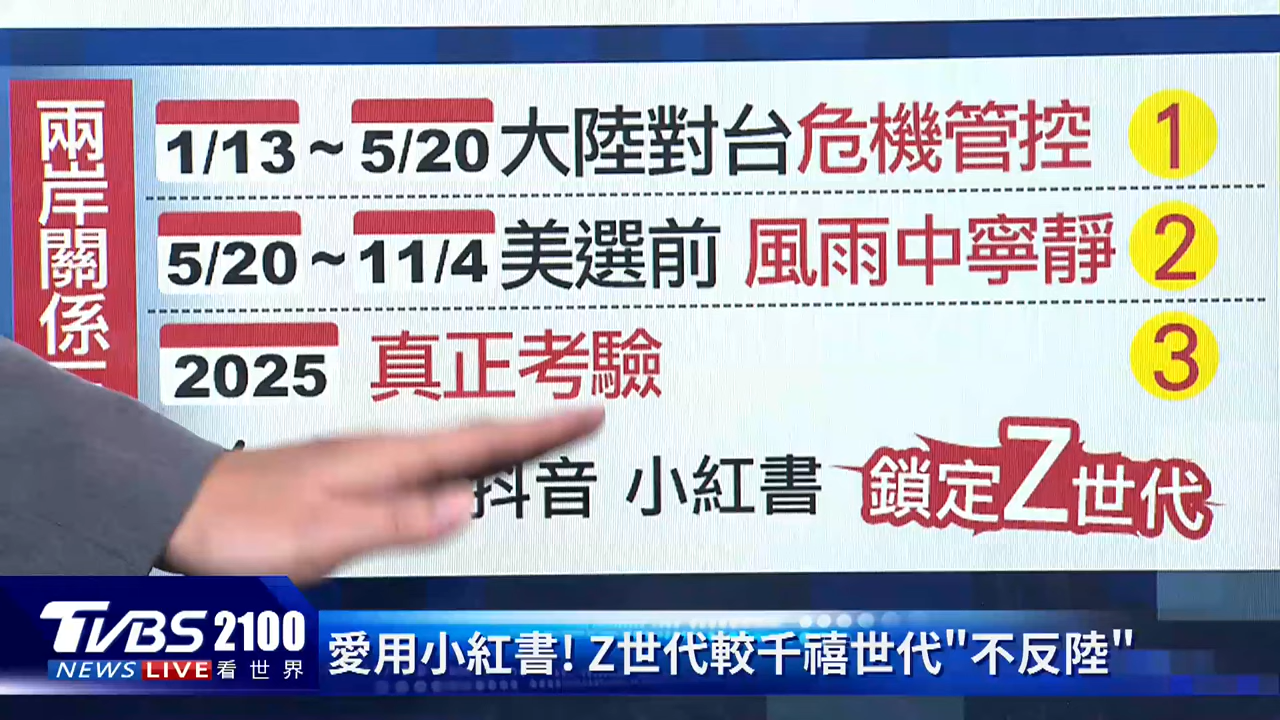 兩岸關係
1/13 ~ 5/20 大陸對台危機管控 1
5/20 ~ 11/4 美選前 風雨中寧靜 2
2025 真正考驗 3
抖音 小紅書 鎖定Z世代
TVBS 2100
NEWS LIVE 看世界
愛用小紅書! Z世代較千禧世代"不反陸"